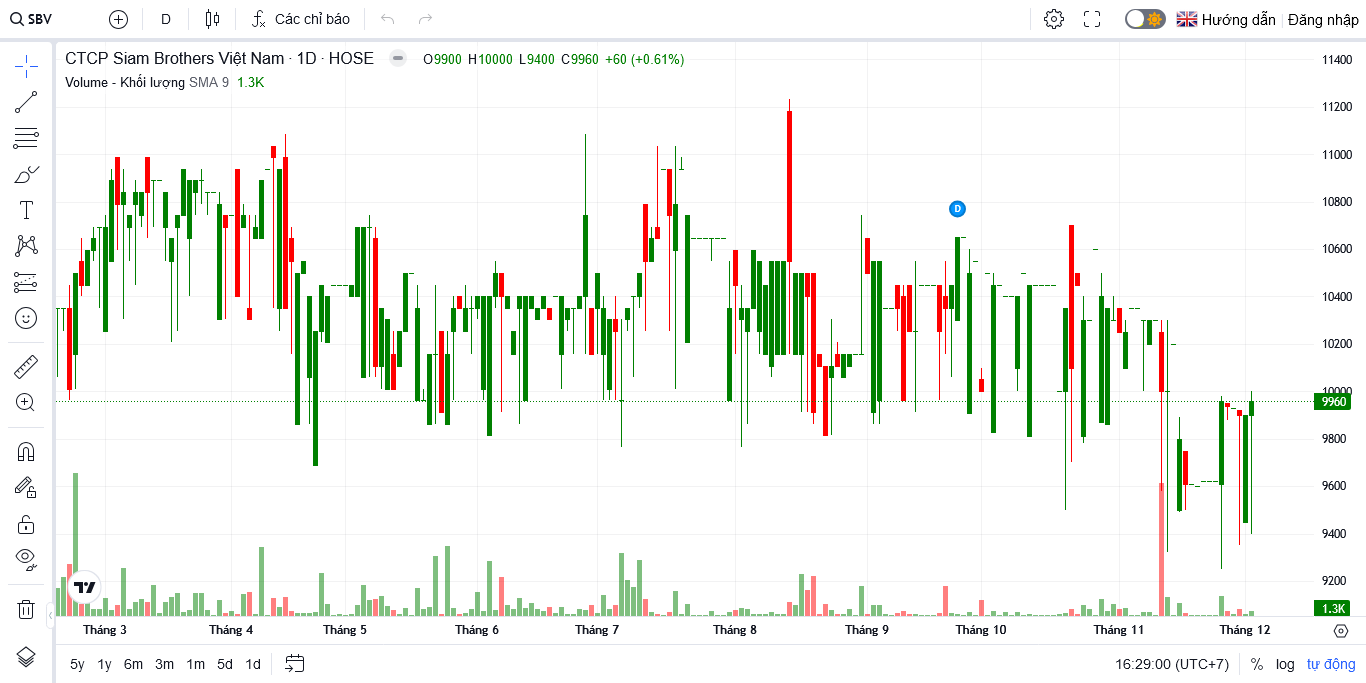 SBV D Các chỉ báo Hướng dẫn Đăng nhập
CTCP Siam Brothers Việt Nam · 1D · HOSE O9900 H10000 L9400 C9960 +60 (+0.61%)
Volume - Khối lượng SMA 9 1.3K
11400
11200
11000
10800
D
10600
10400
10200
10000
9960
9800
9600
9400
9200
1.3K
Tháng 3 Tháng 4 Tháng 5 Tháng 6 Tháng 7 Tháng 8 Tháng 9 Tháng 10 Tháng 11 Tháng 12
5y 1y 6m 3m 1m 5d 1d 16:29:00 (UTC+7) % log tự động